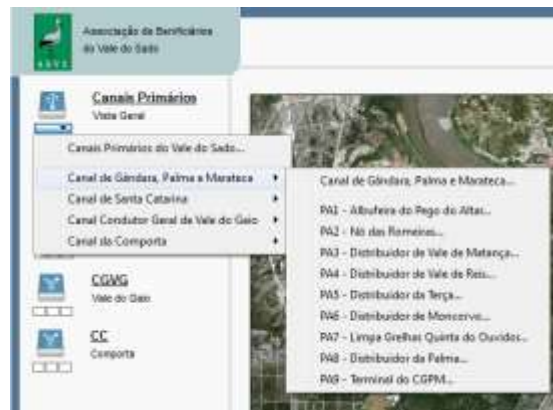 Associação de Beneficiários
do Vale do Sado
ABVS
Canais Primários
Vista Geral
Canais Primários do Vale do Sado...
Canal de Gândara, Palma e Marateca
Canal de Santa Catarina
Canal Condutor Geral de Vale do Gaio
Canal da Comporta
CGVG
Vale do Gaio
CC
Comporta
Canal de Gândara, Palma e Marateca...
PA1 - Albufeira do Pego do Altar...
PA2 - Nó das Romeiras...
PA3 - Distribuidor de Vale de Matança...
PA4 - Distribuidor de Vale de Reis...
PA5 - Distribuidor da Terça...
PA6 - Distribuidor de Moncorvo...
PA7 - Limpa Grelhas Quinta do Ouvidos...
PA8 - Distribuidor da Palma...
PA9 - Terminal do CGPM...